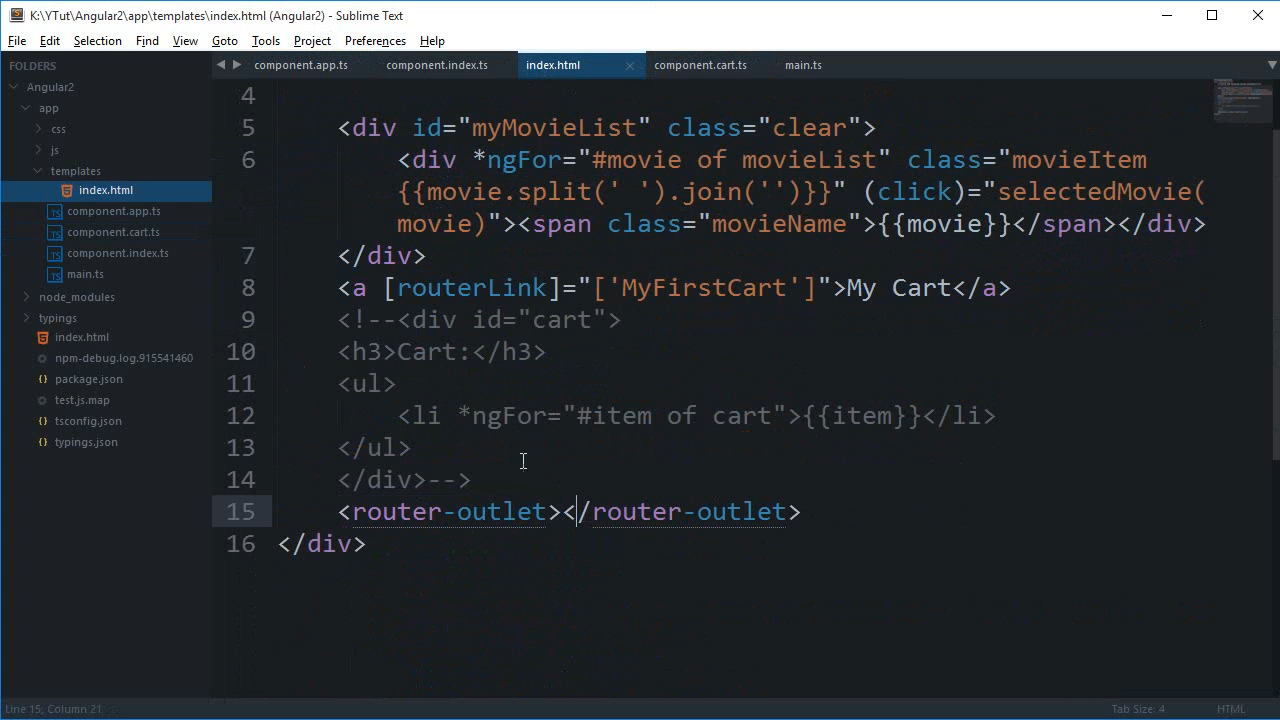 K:\YTut\Angular2\app\templates\index.html (Angular2) - Sublime Text
File Edit Selection Find View Goto Tools Project Preferences Help
FOLDERS
Angular2
app
css
js
templates
index.html
component.app.ts
component.cart.ts
component.index.ts
main.ts
node_modules
typings
index.html
npm-debug.log.915541460
package.json
test.js.map
tsconfig.json
typings.json
component.app.ts component.index.ts index.html component.cart.ts main.ts
4
5 <div id="myMovieList" class="clear">
6 <div *ngFor="#movie of movieList" class="movieItem
{{movie.split(' ').join('')}}" (click)="selectedMovie(
movie)"><span class="movieName">{{movie}}</span></div>
7 </div>
8 <a [routerLink]="['MyFirstCart']">My Cart</a>
9 <!--<div id="cart">
10 <h3>Cart:</h3>
11 <ul>
12 <li *ngFor="#item of cart">{{item}}</li>
13 </ul>
14 </div>-->
15 <router-outlet></router-outlet>
16 </div>
Line 15, Column 21 Tab Size: 4 HTML